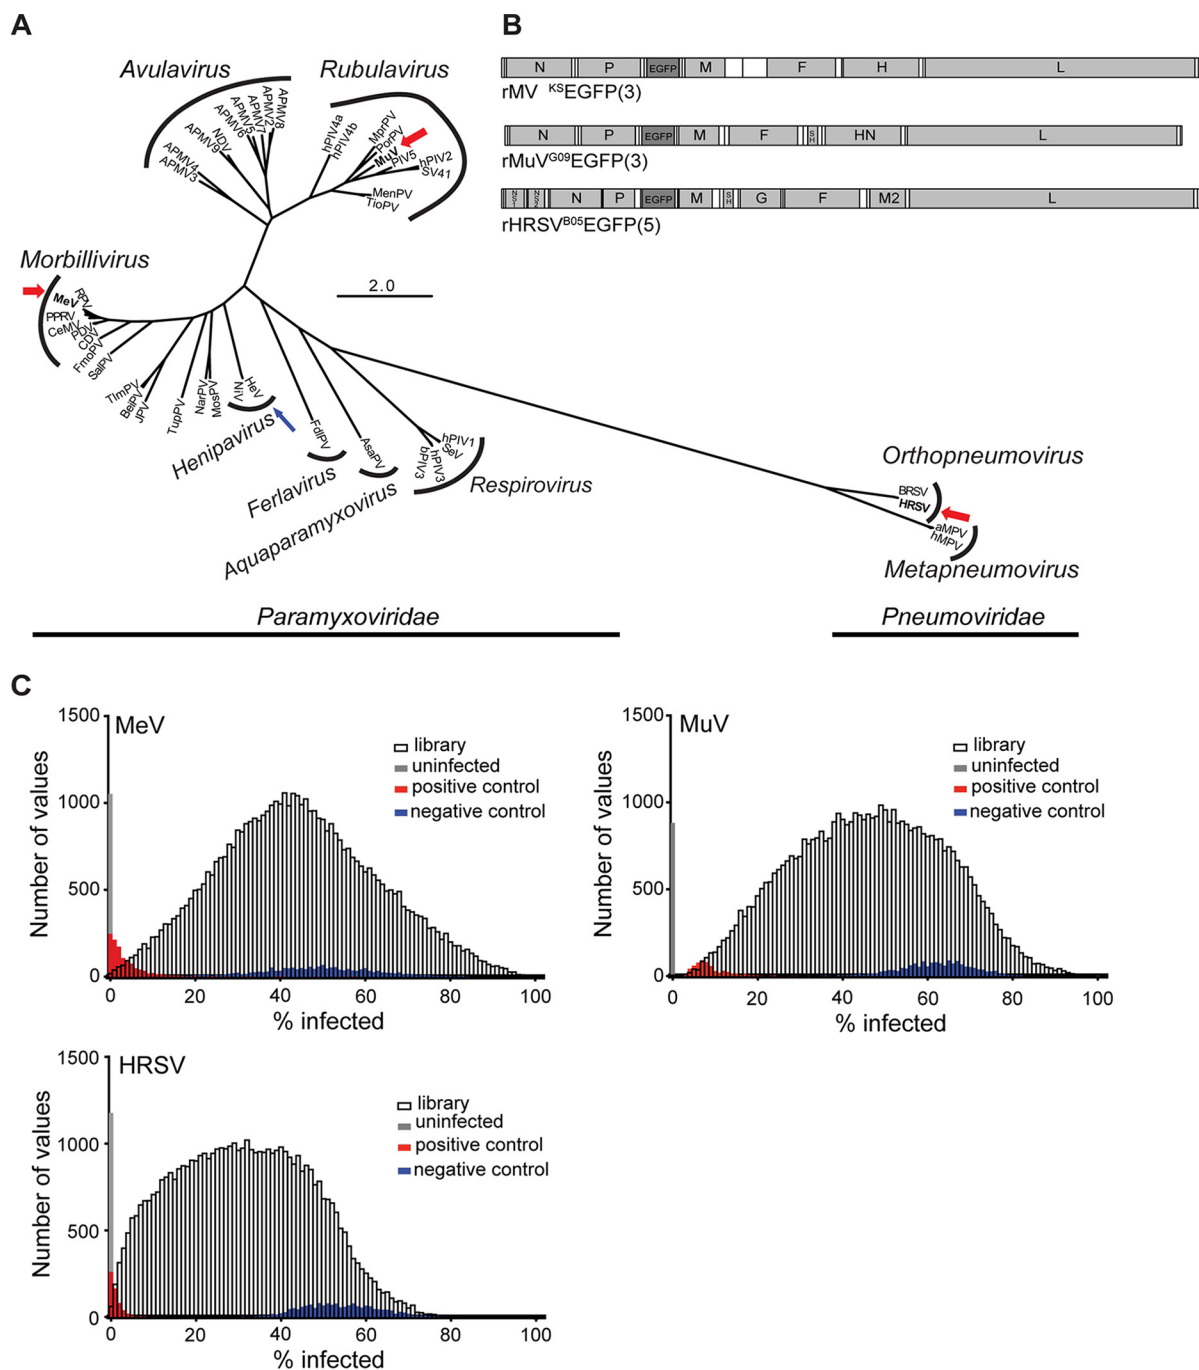 A
B
Avulavirus
Rubulavirus
APMV4
APMV3
APMV9
NDV
APMV6
APMV5
APMV7
APMV2
APMV8
hPIV4a
hPIV4b
MprPV
PorPV
MuV
PIV5
hPIV2
SV41
MenPV
TioPV
N P EGFP M F H L
rMV KSEGFP(3)
N P EGFP M F SH HN L
rMuVG09EGFP(3)
NS1 NS2 N P EGFP M SH G F M2 L
rHRSVB05EGFP(5)
Morbillivirus
RPV
MeV
PPRV
CeMV
PDV
CDV
FmoPV
SalPV
TlmPV
BeiPV
JPV
TupPV
NarPV
MosPV
NiV
HeV
Henipavirus
FdlPV
Ferlavirus
AsaPV
Aquaparamyxovirus
bPIV3
hPIV3
SeV
hPIV1
Respirovirus
2.0
Orthopneumovirus
BRSV
HRSV
aMPV
hMPV
Metapneumovirus
Paramyxoviridae
Pneumoviridae
C
MeV
library
uninfected
positive control
negative control
Number of values
1500
1000
500
0
0 20 40 60 80 100
% infected
MuV
library
uninfected
positive control
negative control
Number of values
1500
1000
500
0
0 20 40 60 80 100
% infected
HRSV
library
uninfected
positive control
negative control
Number of values
1500
1000
500
0
0 20 40 60 80 100
% infected